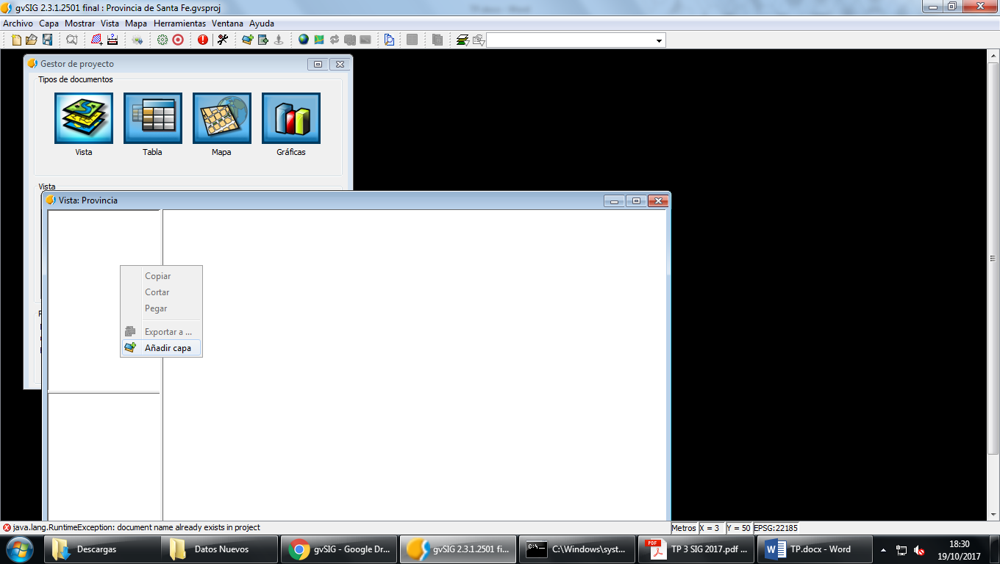 gvSIG 2.3.1.2501 final : Provincia de Santa Fe.gvsproj
Archivo Capa Mostrar Vista Mapa Herramientas Ventana Ayuda
Gestor de proyecto
Tipos de documentos
Vista Tabla Mapa Gráficas
Vista
Vista: Provincia
Copiar
Cortar
Pegar
Exportar a ...
Añadir capa
java.lang.RuntimeException: document name already exists in project
Metros X = 3 Y = 50 EPSG:22185
Descargas Datos Nuevos gvSIG - Google Dr... gvSIG 2.3.1.2501 fi... C:\Windows\syst... TP 3 SIG 2017.pdf ... TP.docx - Word
18:30
19/10/2017